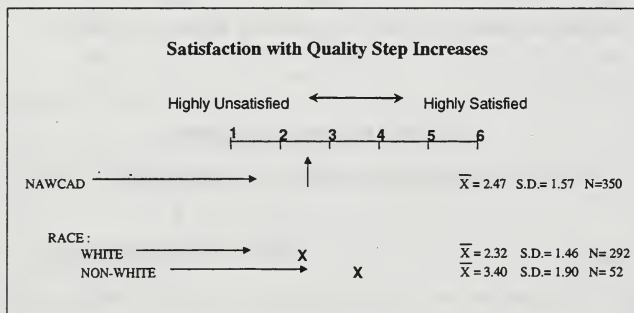 Satisfaction with Quality Step Increases
Highly Unsatisfied Highly Satisfied
1 2 3 4 5 6
NAWCAD X̄ = 2.47 S.D.= 1.57 N=350
RACE :
WHITE X X̄ = 2.32 S.D.= 1.46 N= 292
NON-WHITE X X̄ = 3.40 S.D.= 1.90 N= 52